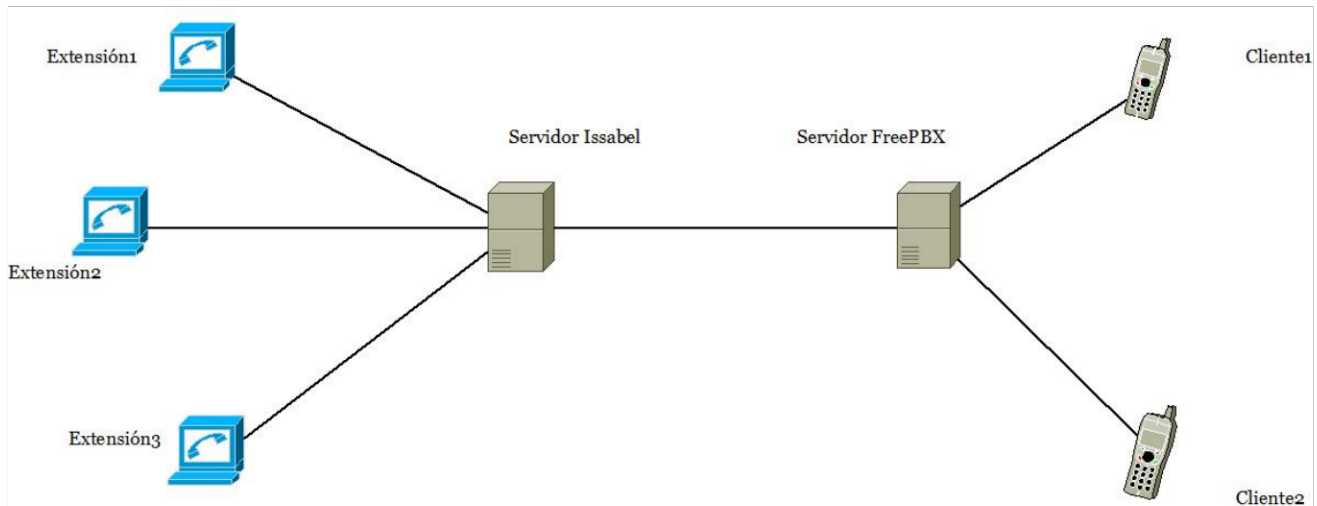 Extensión1
Cliente1
Servidor Issabel
Servidor FreePBX
Extensión2
Extensión3
Cliente2